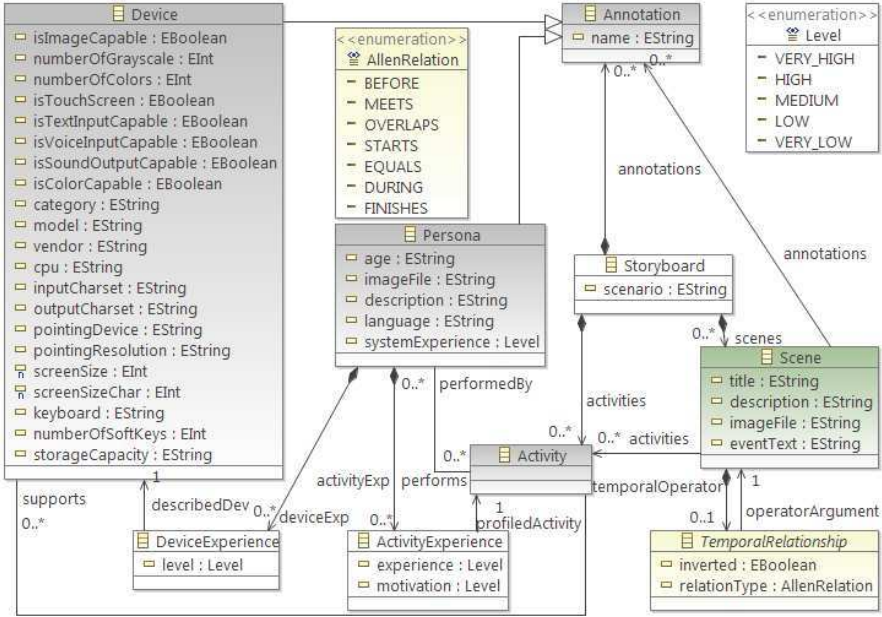 Device
isImageCapable : EBoolean
numberOfGrayscale : EInt
numberOfColors : EInt
isTouchScreen : EBoolean
isTextInputCapable : EBoolean
isVoiceInputCapable : EBoolean
isSoundOutputCapable : EBoolean
isColorCapable : EBoolean
category : EString
model : EString
vendor : EString
cpu : EString
inputCharset : EString
outputCharset : EString
pointingDevice : EString
pointingResolution : EString
screenSize : EInt
screenSizeChar : EInt
keyboard : EString
numberOfSoftKeys : EInt
storageCapacity : EString
<<enumeration>>
AllenRelation
BEFORE
MEETS
OVERLAPS
STARTS
EQUALS
DURING
FINISHES
Annotation
name : EString
<<enumeration>>
Level
VERY_HIGH
HIGH
MEDIUM
LOW
VERY_LOW
0..*
0..*
annotations
annotations
Persona
age : EString
imageFile : EString
description : EString
language : EString
systemExperience : Level
Storyboard
scenario : EString
0..*
scenes
Scene
title : EString
description : EString
imageFile : EString
eventText : EString
0..*
performedBy
activities
0..*
0..*
activities
0..*
Activity
supports
0..*
1
describedDev
0..*
deviceExp
activityExp
performs
0..*
1
profiledActivity
temporalOperator
0..1
1
operatorArgument
DeviceExperience
level : Level
ActivityExperience
experience : Level
motivation : Level
TemporalRelationship
inverted : EBoolean
relationType : AllenRelation